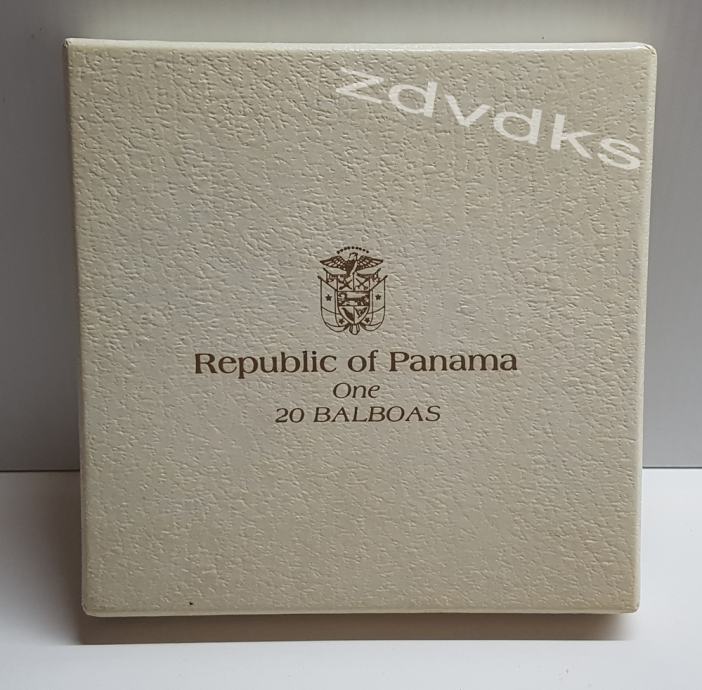 zdvdks
Republic of Panama
One
20 BALBOAS